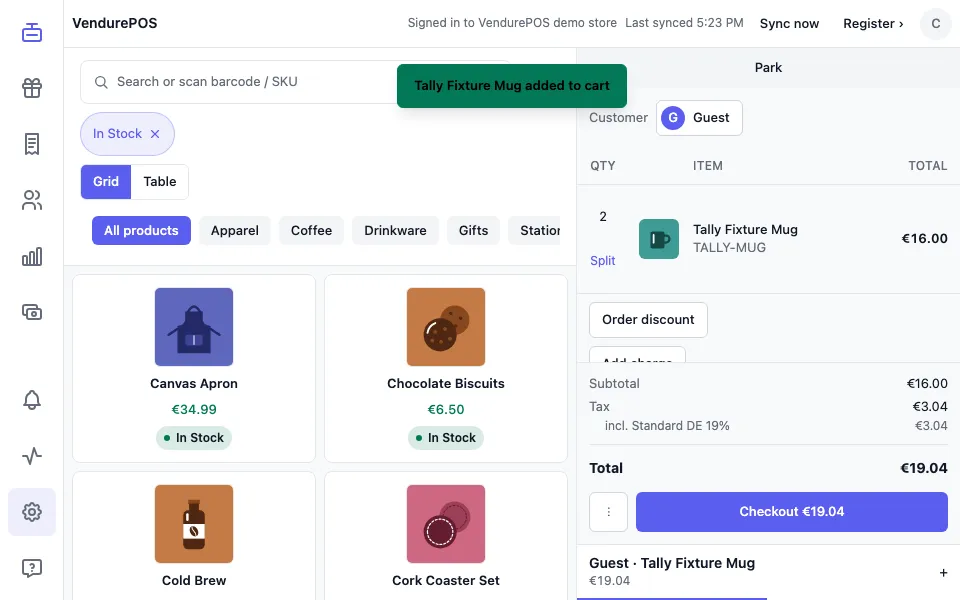 VendurePOS
Signed in to VendurePOS demo store Last synced 5:23 PM Sync now Register › C
Search or scan barcode / SKU
Tally Fixture Mug added to cart
In Stock ×
Grid Table
All products Apparel Coffee Drinkware Gifts Station
Canvas Apron
€34.99
In Stock
Chocolate Biscuits
€6.50
In Stock
Cold Brew
Cork Coaster Set
Park
Customer G Guest
QTY ITEM TOTAL
2
Split
Tally Fixture Mug
TALLY-MUG
€16.00
Order discount
Add charge
Subtotal €16.00
Tax €3.04
incl. Standard DE 19% €3.04
Total €19.04
Checkout €19.04
Guest · Tally Fixture Mug
€19.04
+